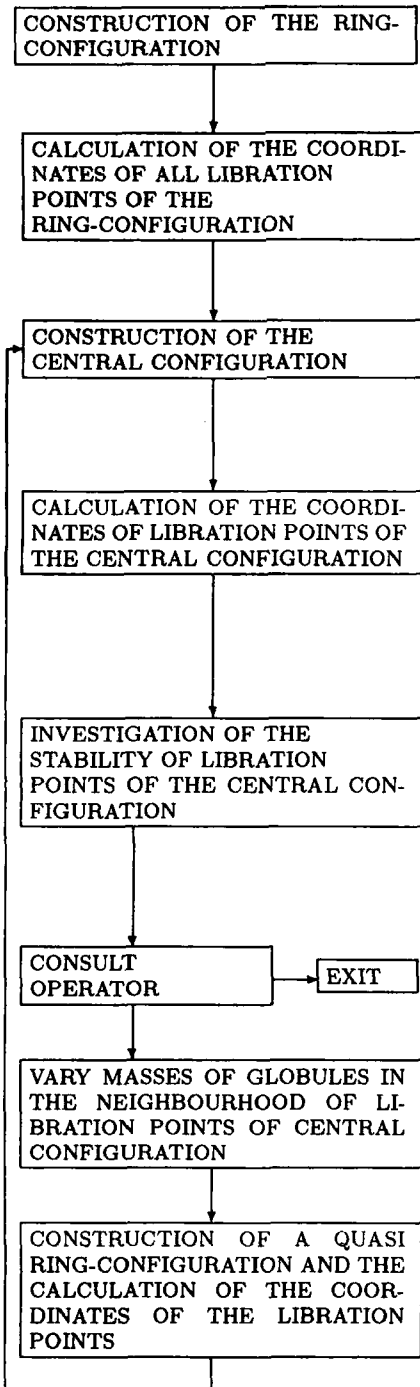 CONSTRUCTION OF THE RING-
CONFIGURATION
CALCULATION OF THE COORDI-
NATES OF ALL LIBRATION
POINTS OF THE
RING-CONFIGURATION
CONSTRUCTION OF THE
CENTRAL CONFIGURATION
CALCULATION OF THE COORDI-
NATES OF LIBRATION POINTS OF
THE CENTRAL CONFIGURATION
INVESTIGATION OF THE
STABILITY OF LIBRATION
POINTS OF THE CENTRAL CON-
FIGURATION
CONSULT
OPERATOR
EXIT
VARY MASSES OF GLOBULES IN
THE NEIGHBOURHOOD OF LI-
BRATION POINTS OF CENTRAL
CONFIGURATION
CONSTRUCTION OF A QUASI
RING-CONFIGURATION AND THE
CALCULATION OF THE COOR-
DINATES OF THE LIBRATION
POINTS